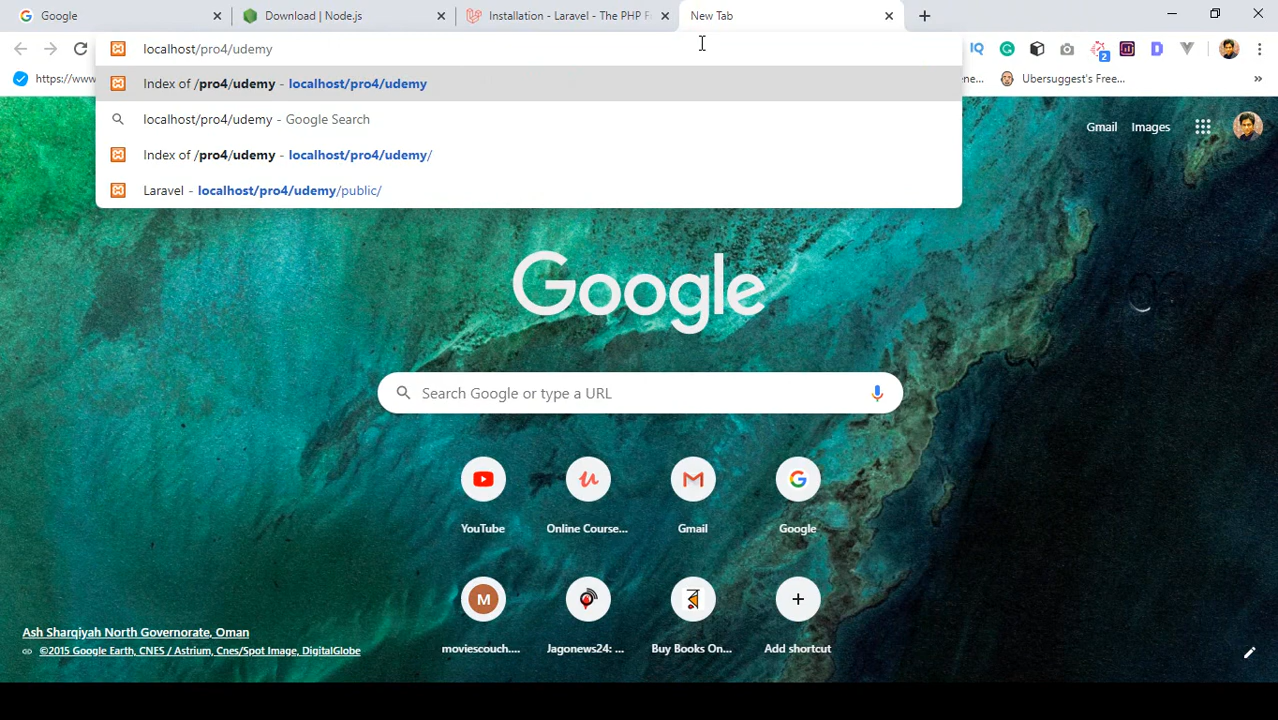 Google
Download | Node.js
Installation - Laravel - The PHP F
New Tab
localhost/pro4/udemy
2
https://www
Index of /pro4/udemy - localhost/pro4/udemy
ene...
Ubersuggest's Free...
localhost/pro4/udemy - Google Search
Gmail
Images
Index of /pro4/udemy - localhost/pro4/udemy/
Laravel - localhost/pro4/udemy/public/
Google
Search Google or type a URL
YouTube
Online Course...
Gmail
Google
M
moviescouch....
Jagonews24: ...
Buy Books On...
Add shortcut
Ash Sharqiyah North Governorate, Oman
©2015 Google Earth, CNES / Astrium, Cnes/Spot Image, DigitalGlobe